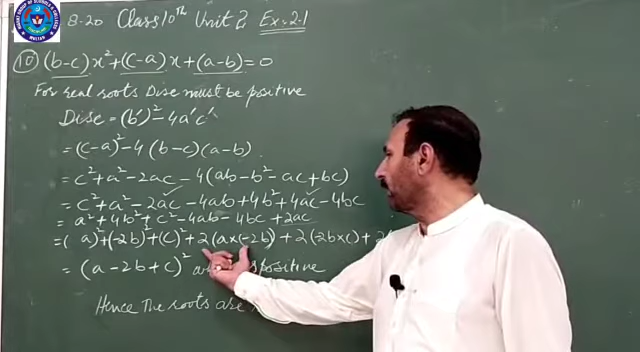 8-20 Class 10th Unit 2 Ex=2.1
10 (b-c)x²+(c-a)x+(a-b)=0
For real roots Disc must be positive
Disc = (b')²-4a'c'
= (c-a)²-4(b-c)(a-b)
= c²+a²-2ac-4(ab-b²-ac+bc)
= c²+a²-2ac-4ab+4b²+4ac-4bc
= a²+4b²+c²-4ab-4bc+2ac
= (a)²+(-2b)²+(c)²+2(ax-2b)+2(-2bxc)+2
= (a-2b+c)² positive
Hence The roots are